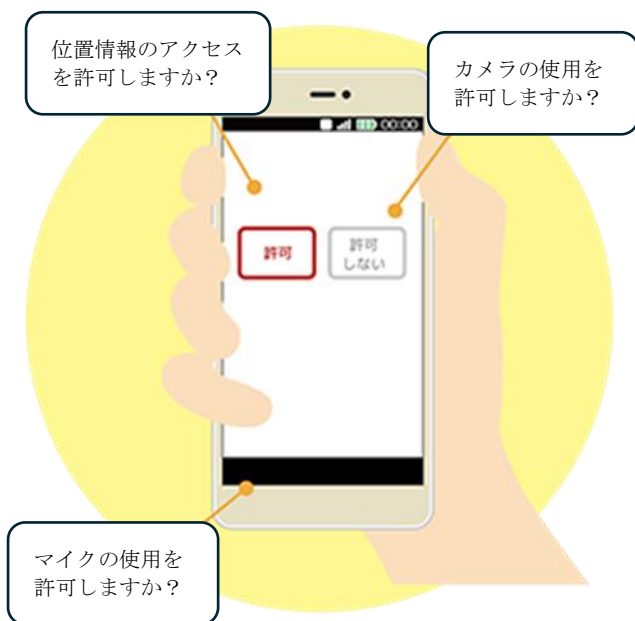 位置情報のアクセス
を許可しますか？
カメラの使用を
許可しますか？
00:00
許可
許可
しない
マイクの使用を
許可しますか？